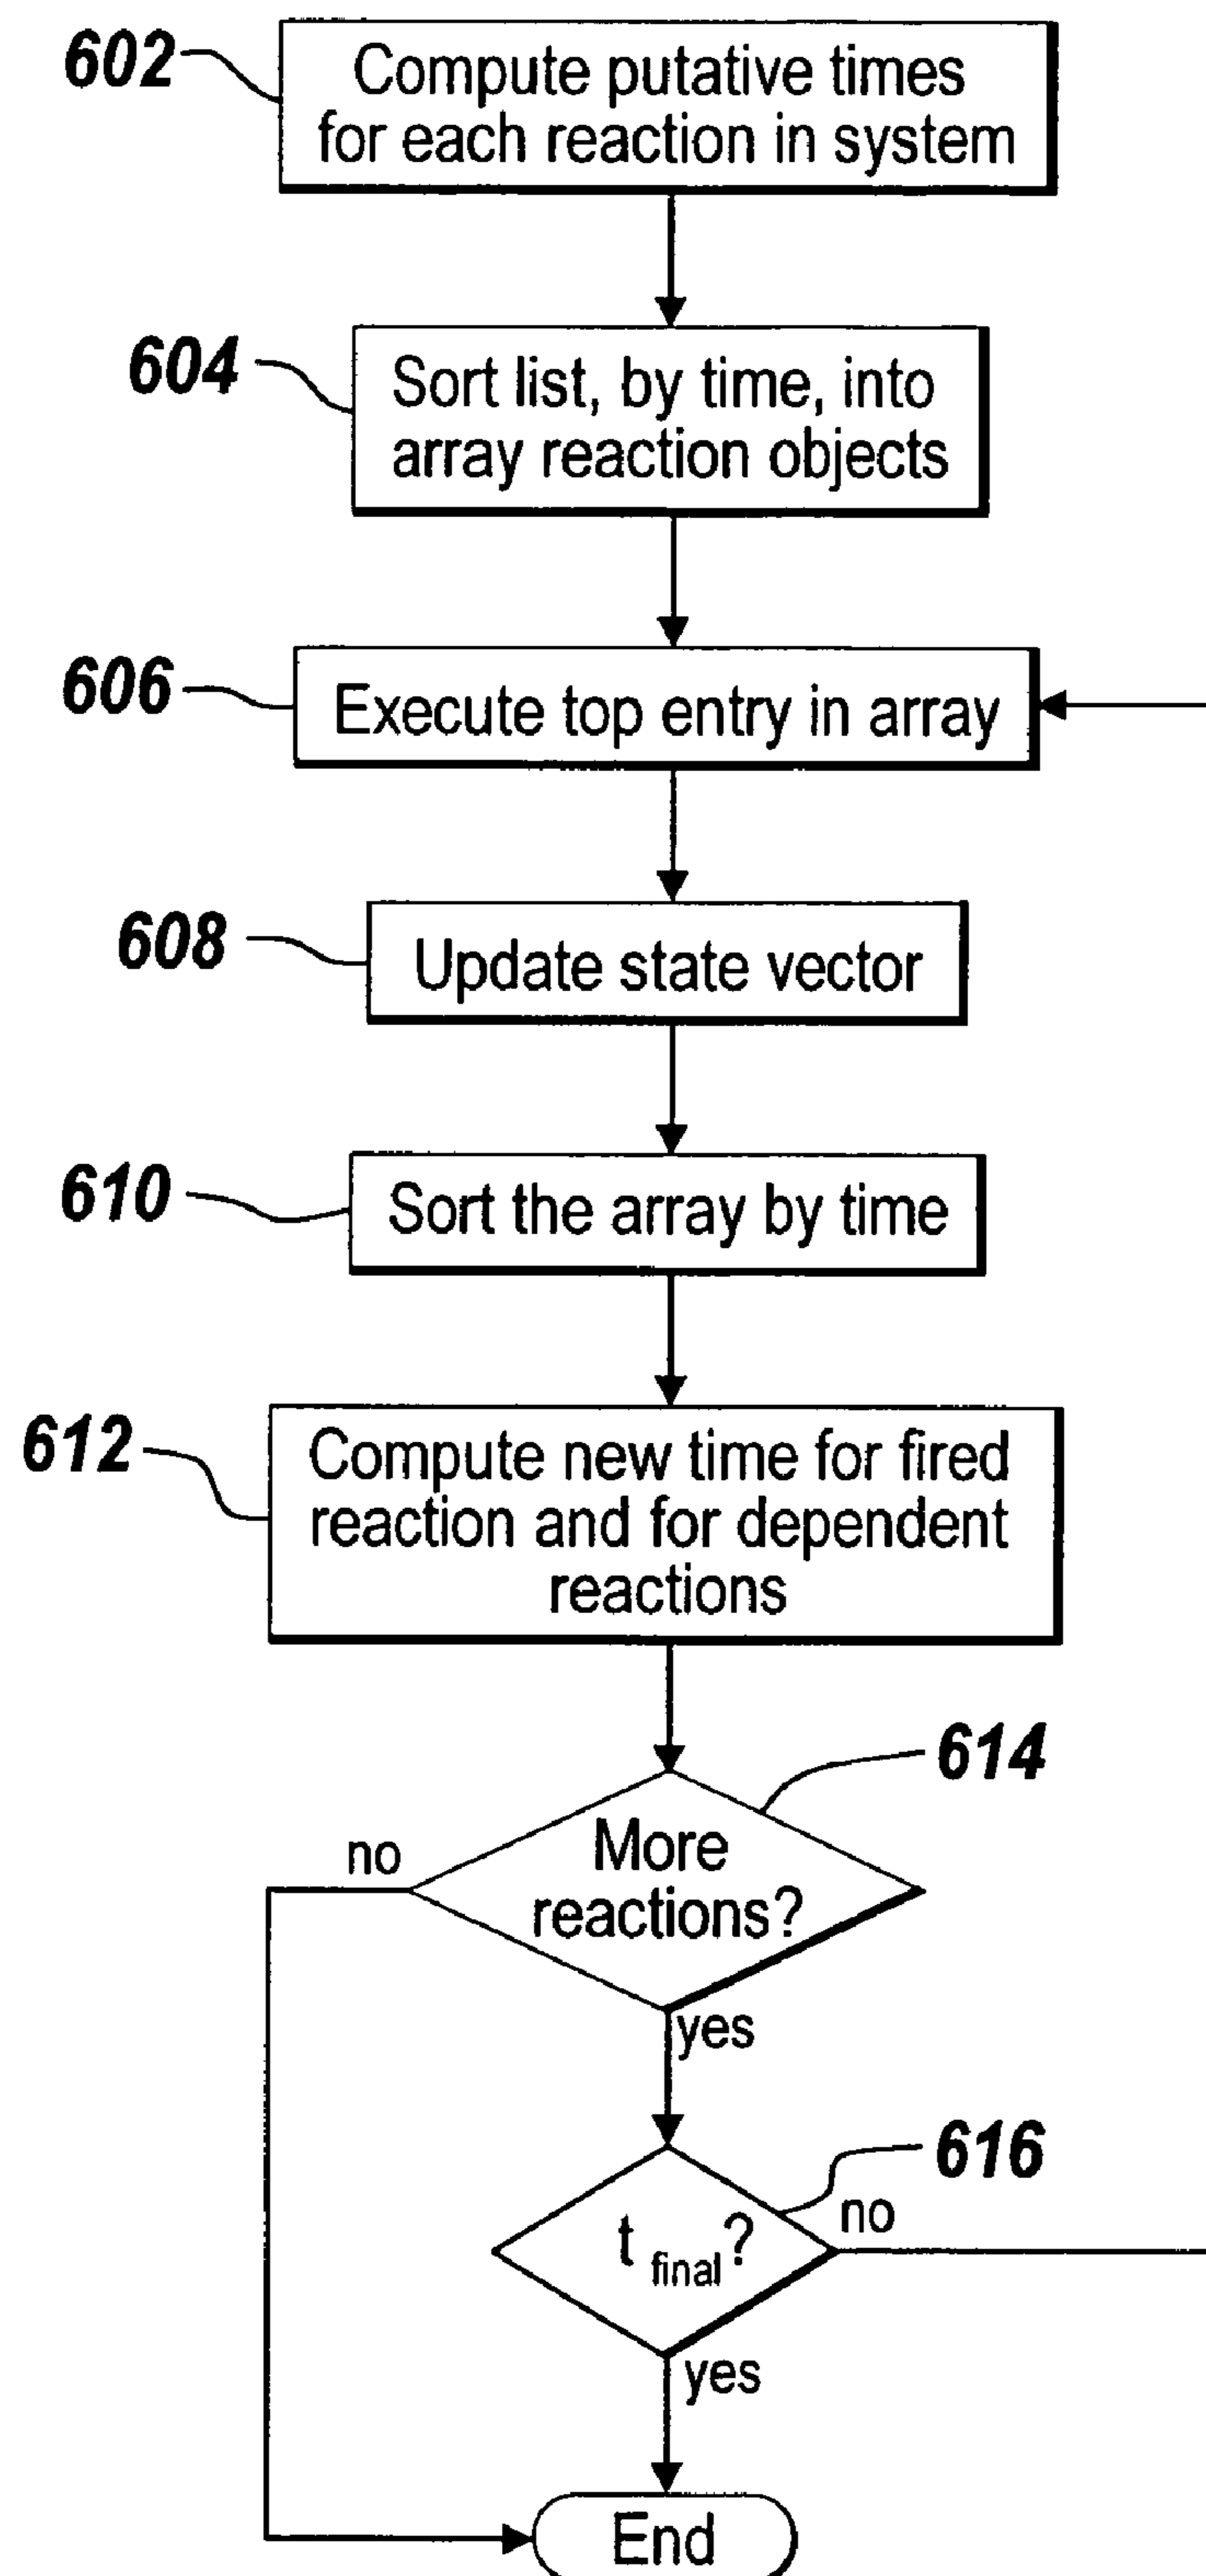 602
Compute putative times
for each reaction in system
604
Sort list, by time, into
array reaction objects
606
Execute top entry in array
608
Update state vector
610
Sort the array by time
612
Compute new time for fired
reaction and for dependent
reactions
614
More
reactions?
no
yes
616
t final?
no
yes
End